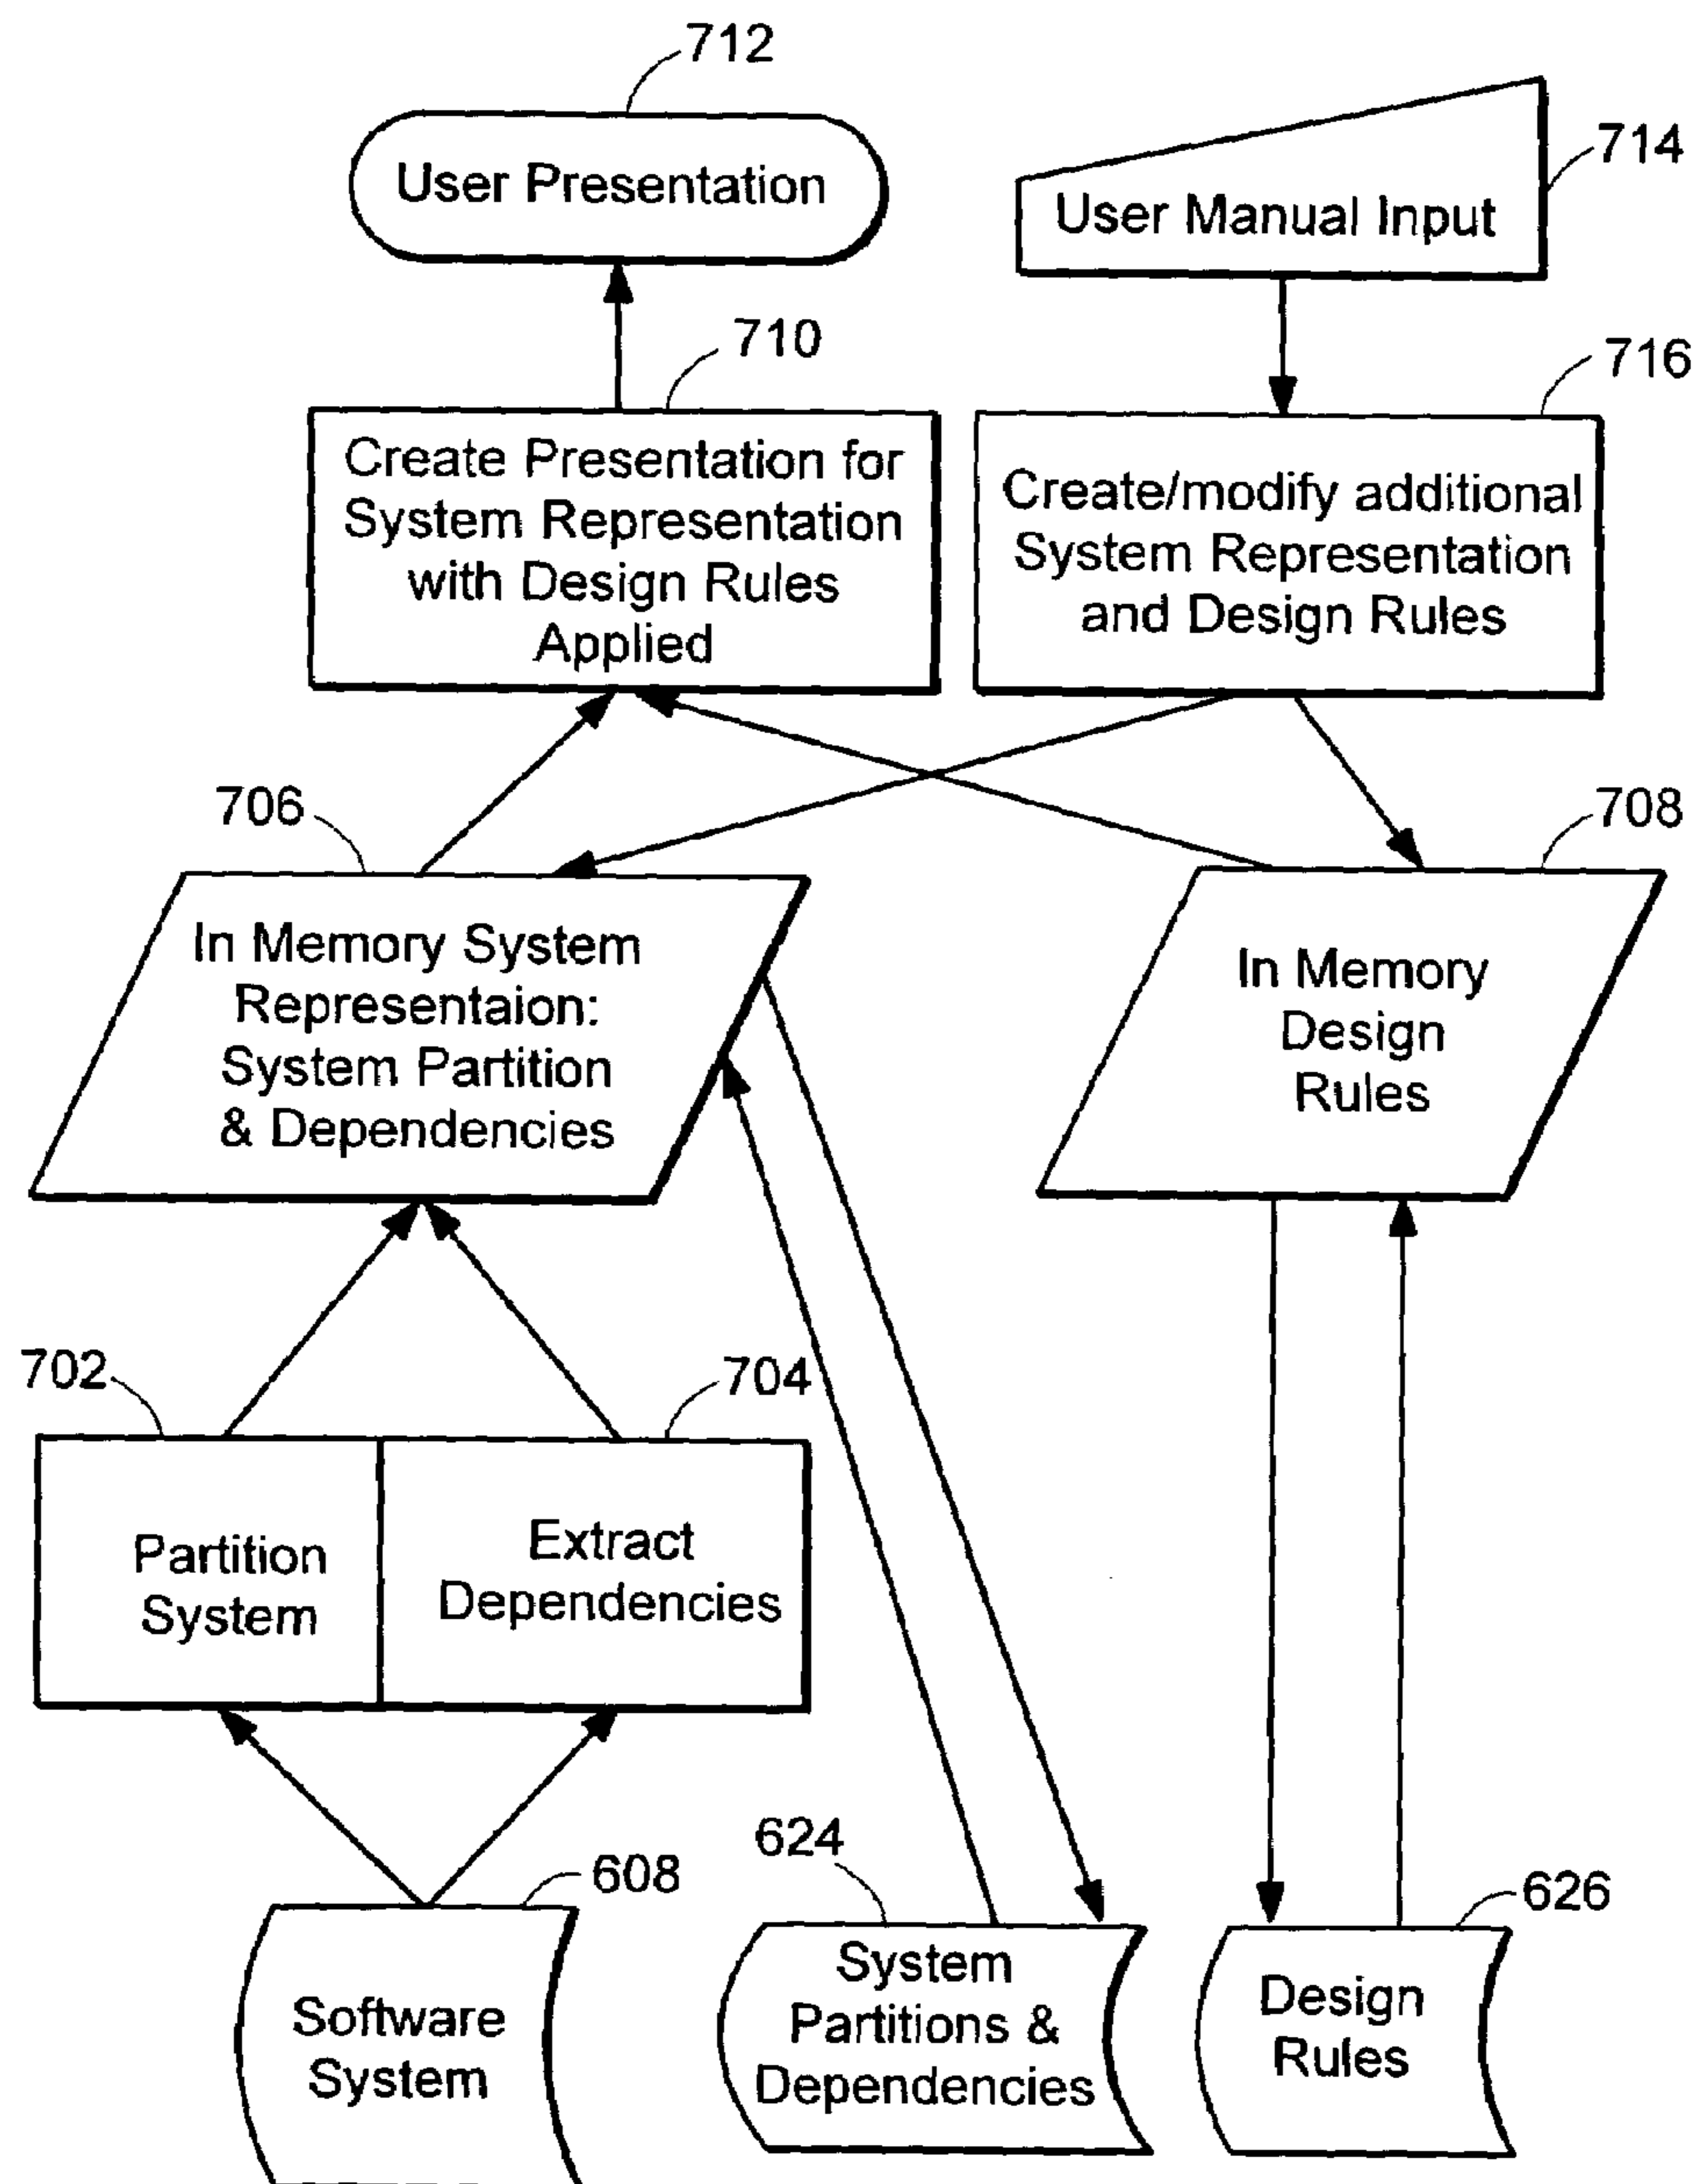 712
User Presentation
714
User Manual Input
710
716
Create Presentation for
System Representation
with Design Rules
Applied
Create/modify additional
System Representation
and Design Rules
706
708
In Memory System
Representaion:
System Partition
& Dependencies
In Memory
Design
Rules
702
704
Partition
System
Extract
Dependencies
608
624
626
Software
System
System
Partitions &
Dependencies
Design
Rules